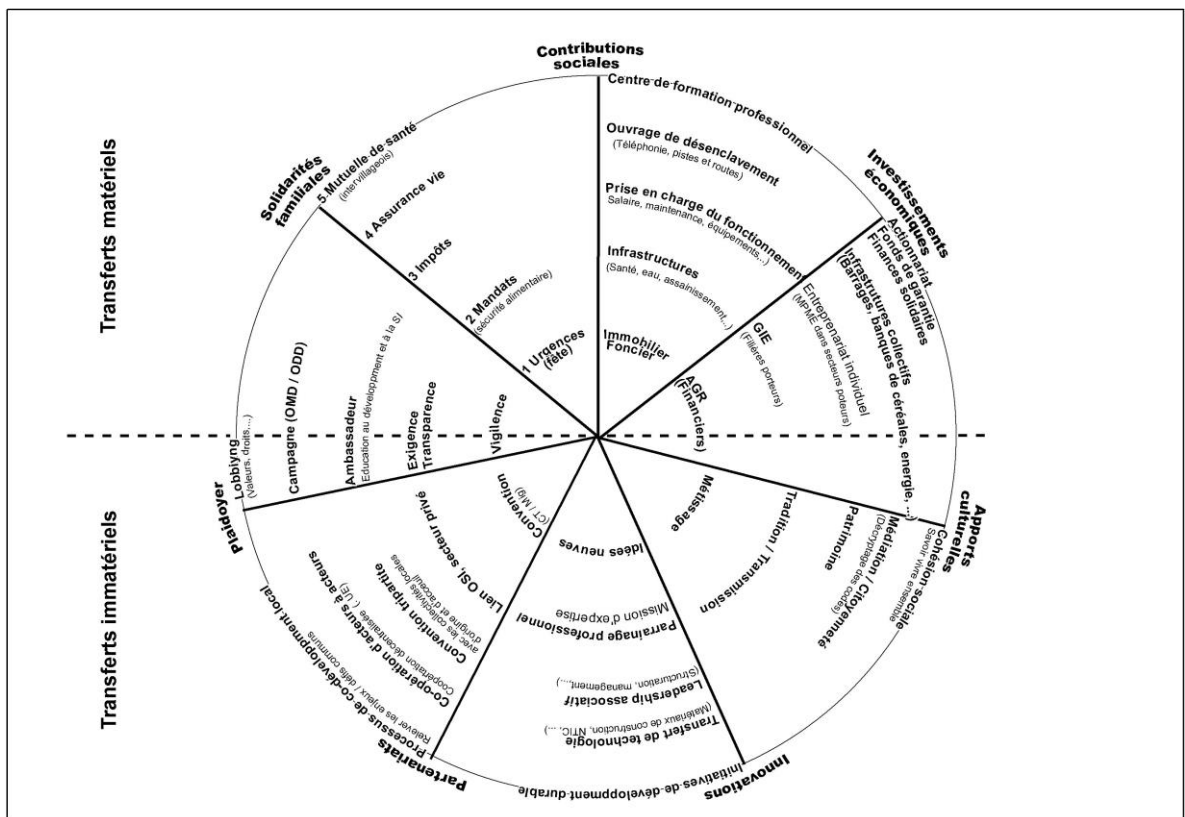 Transferts matériels
Transferts immatériels
Contributions
sociales
Centre de formation professionnel
Ouvrage de désenclavement
(Téléphonie, pistes et routes)
Prise en charge du fonctionnement
Salaire, maintenance, équipements,..)
Infrastructures
(Santé, eau, assainissement...)
Immobilier
Foncier
Investissements
économiques
Actionnariat
Fonds de garantie
Finances solidaires
Infrastrutures collectifs
(Barrages, banques de céréales, energie, ...)
Entreprenariat individuel
(MPME dans secteurs poteurs)
GIE
(Filières porteurs)
AGR
(Financiers)
Apports
culturelles
Cohésion sociale
Savoir vivre ensemble
Médiation / Citoyenneté
(Décryptage des codes)
Patrimoine
Tradition / Transmission
Métissage
Innovations
Initiatives de développement durable
Transfert de technologie
(Matériaux de construction, NTIC, ...)
Leadership associatif
(Structuration, management,...)
Parrainage professionnel
Mission d'expertise
Idées neuves
Partenariats
Processus de co-développement local
Relever les enjeux / défis communs
Co-opération d'acteurs à acteurs
Coopértation décentralisée (, UE)
Convention tripartite
avec les collectivités locales
d'origine et d'acceuil
Lien OSI, secteur privé
Convention
(CT / Mig)
Plaidoyer
Lobbiyng
(Valeurs, droits,...)
Campagne (OMD / ODD)
Ambassadeur
Education au développment et à la SI
Exigence
Transparence
Vigilence
Solidarités
familiales
5 Mutuelle de santé
(intervillageois)
4 Assurance vie
3 Impôts
2 Mandats
(sécurité alimentaire)
1 Urgences
(fête)